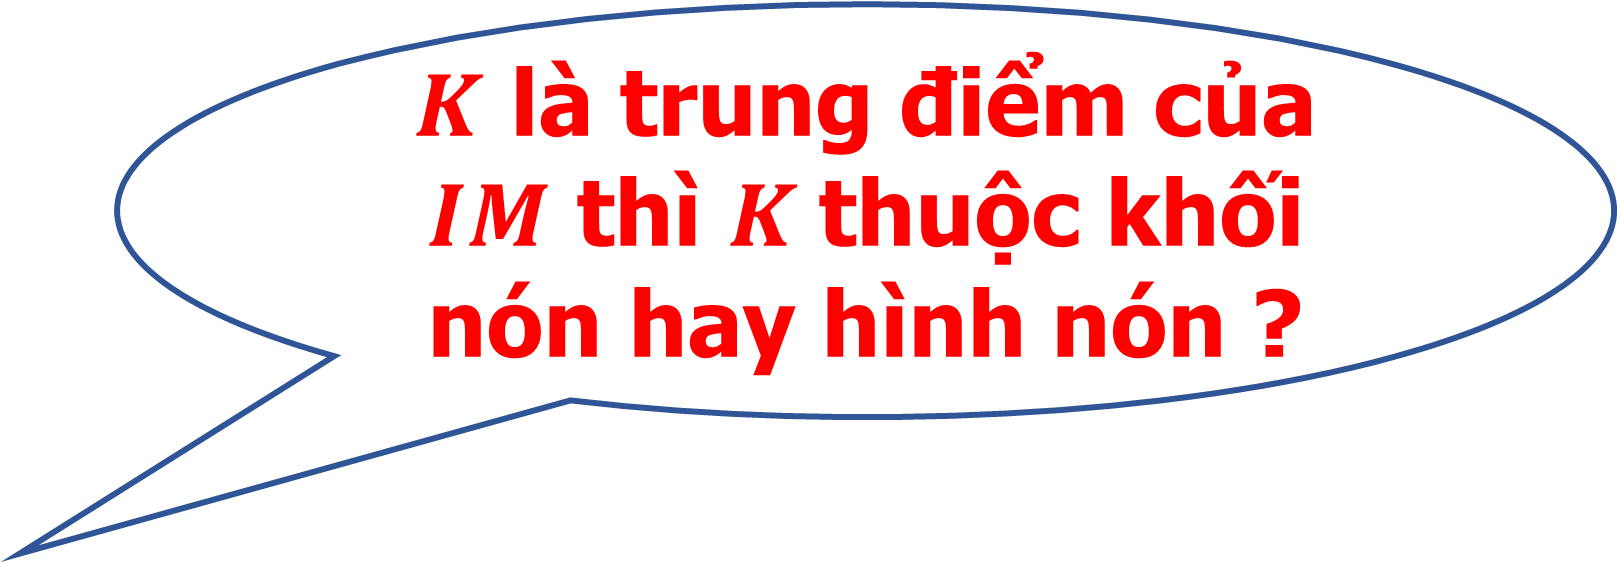 K là trung điểm của
IM thì K thuộc khối
nón hay hình nón ?